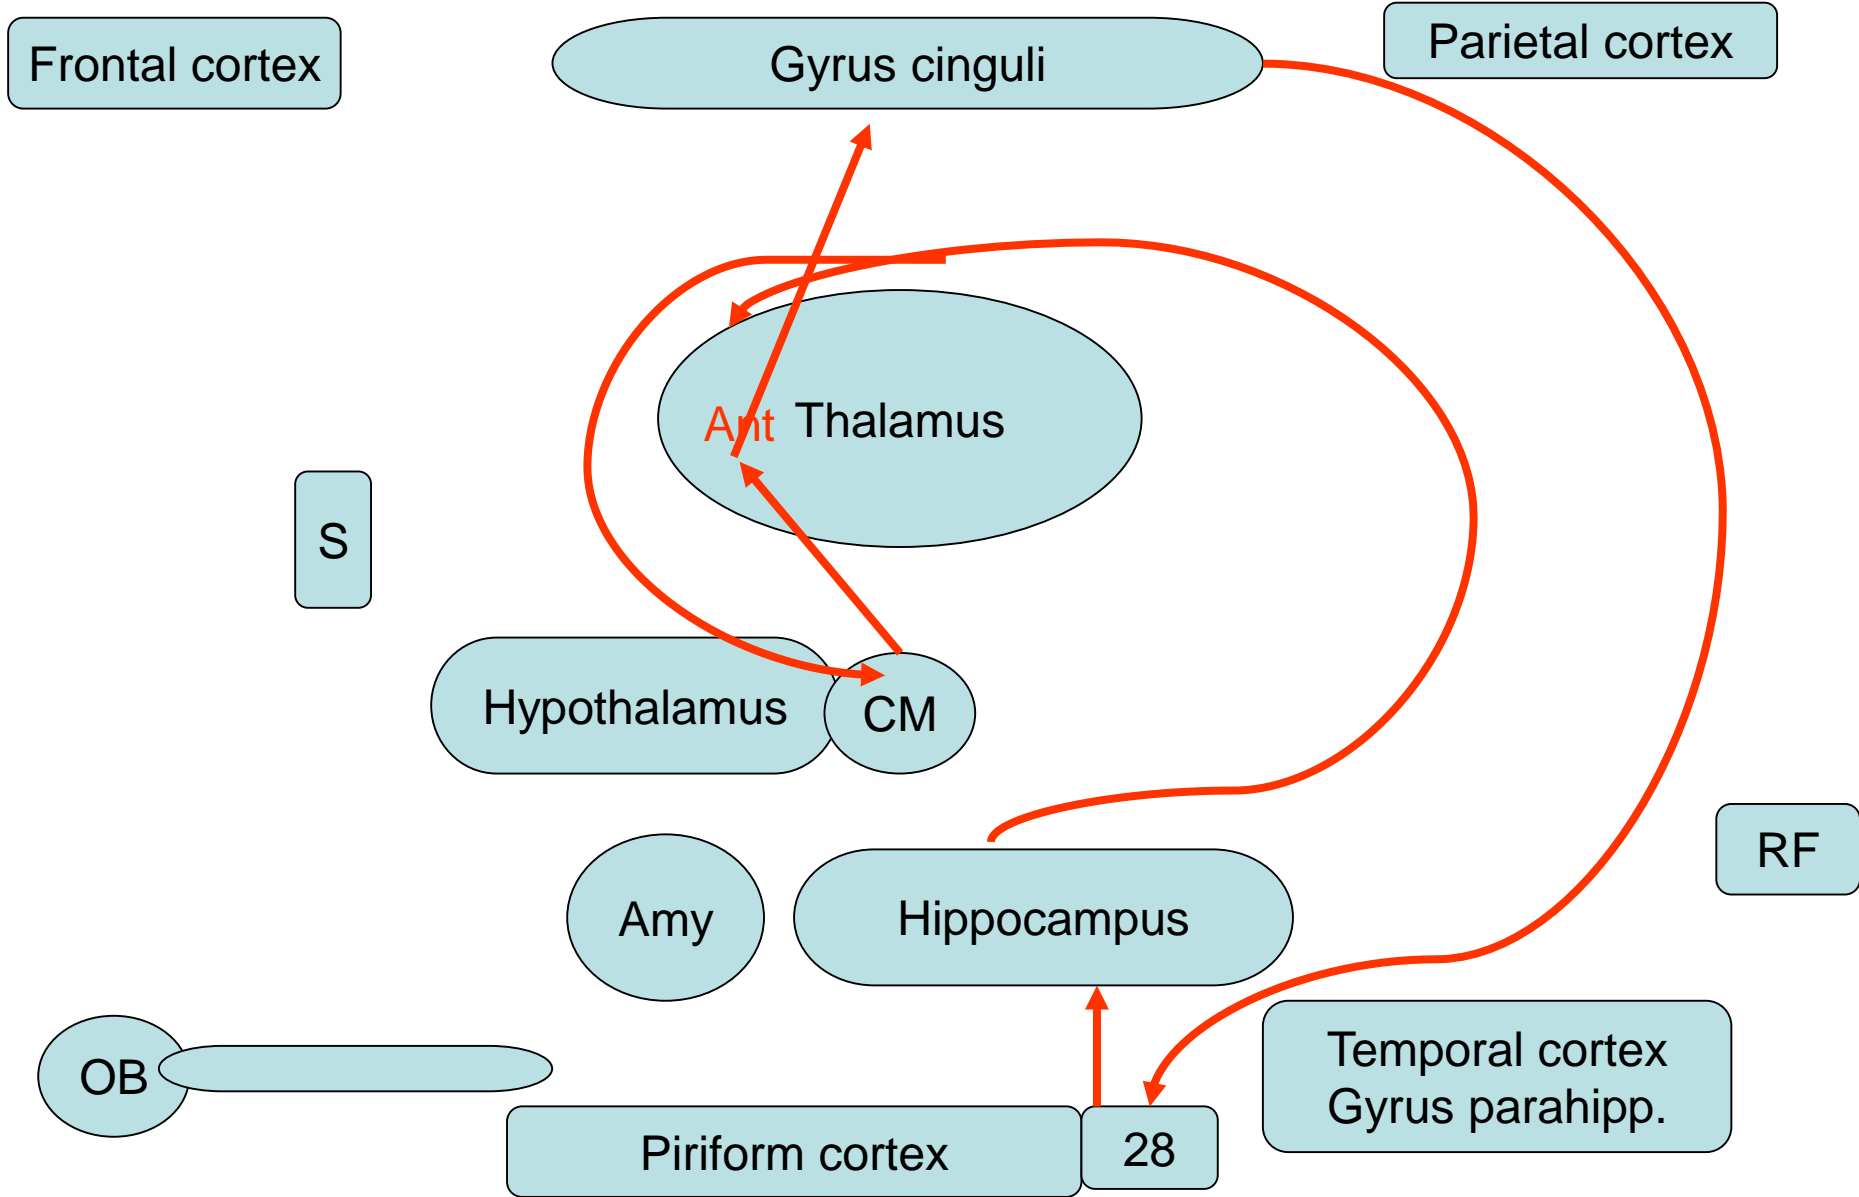 Frontal cortex
Gyrus cinguli
Parietal cortex
Ant
Thalamus
S
Hypothalamus
CM
RF
Amy
Hippocampus
OB
Temporal cortex
Gyrus parahipp.
Piriform cortex
28